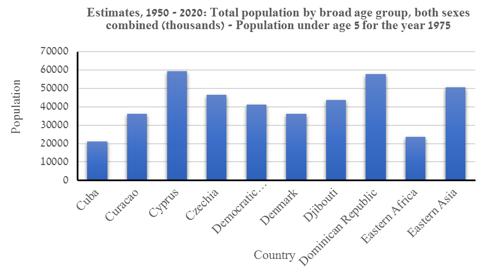 Estimates, 1950 - 2020: Total population by broad age group, both sexes
combined (thousands) - Population under age 5 for the year 1975
Population
70000
60000
50000
40000
30000
20000
10000
0
Cuba
Curacao
Cyprus
Czechia
Democratic…
Denmark
Djibouti
Dominican Republic
Eastern Africa
Eastern Asia
Country